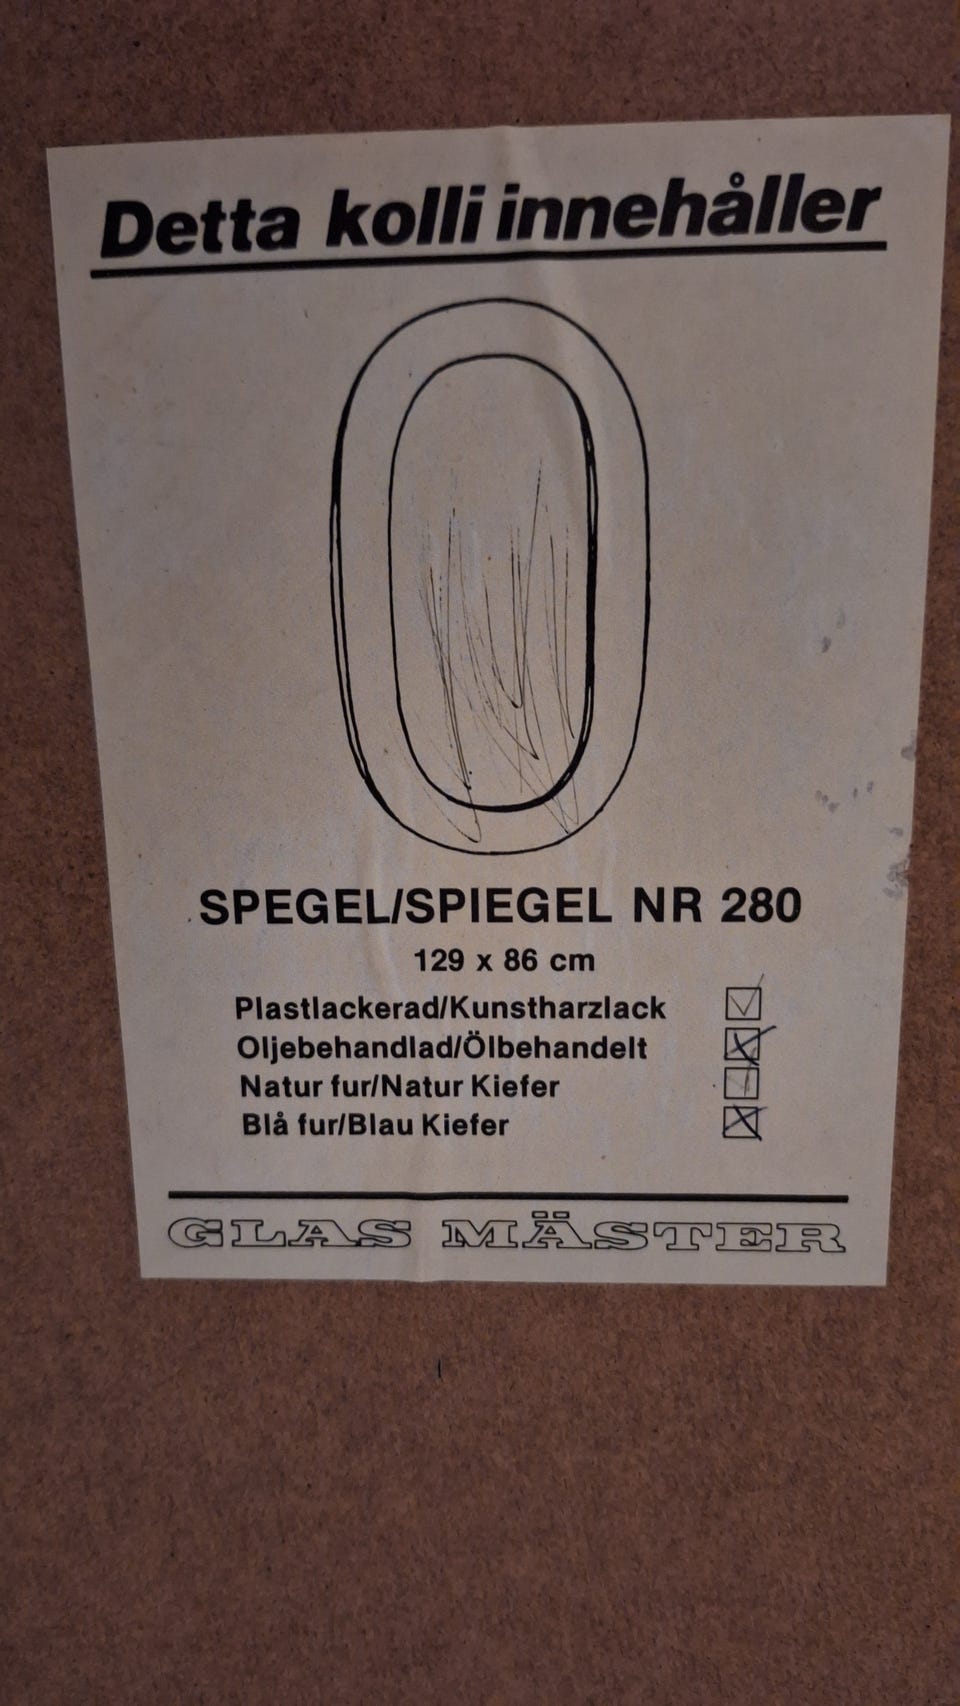 Detta kolli innehåller
SPEGEL/SPIEGEL NR 280
129 x 86 cm
Plastlackerad/Kunstharzlack
Oljebehandlad/Ölbehandelt
Natur fur/Natur Kiefer
Blå fur/Blau Kiefer
GLAS MÄSTER